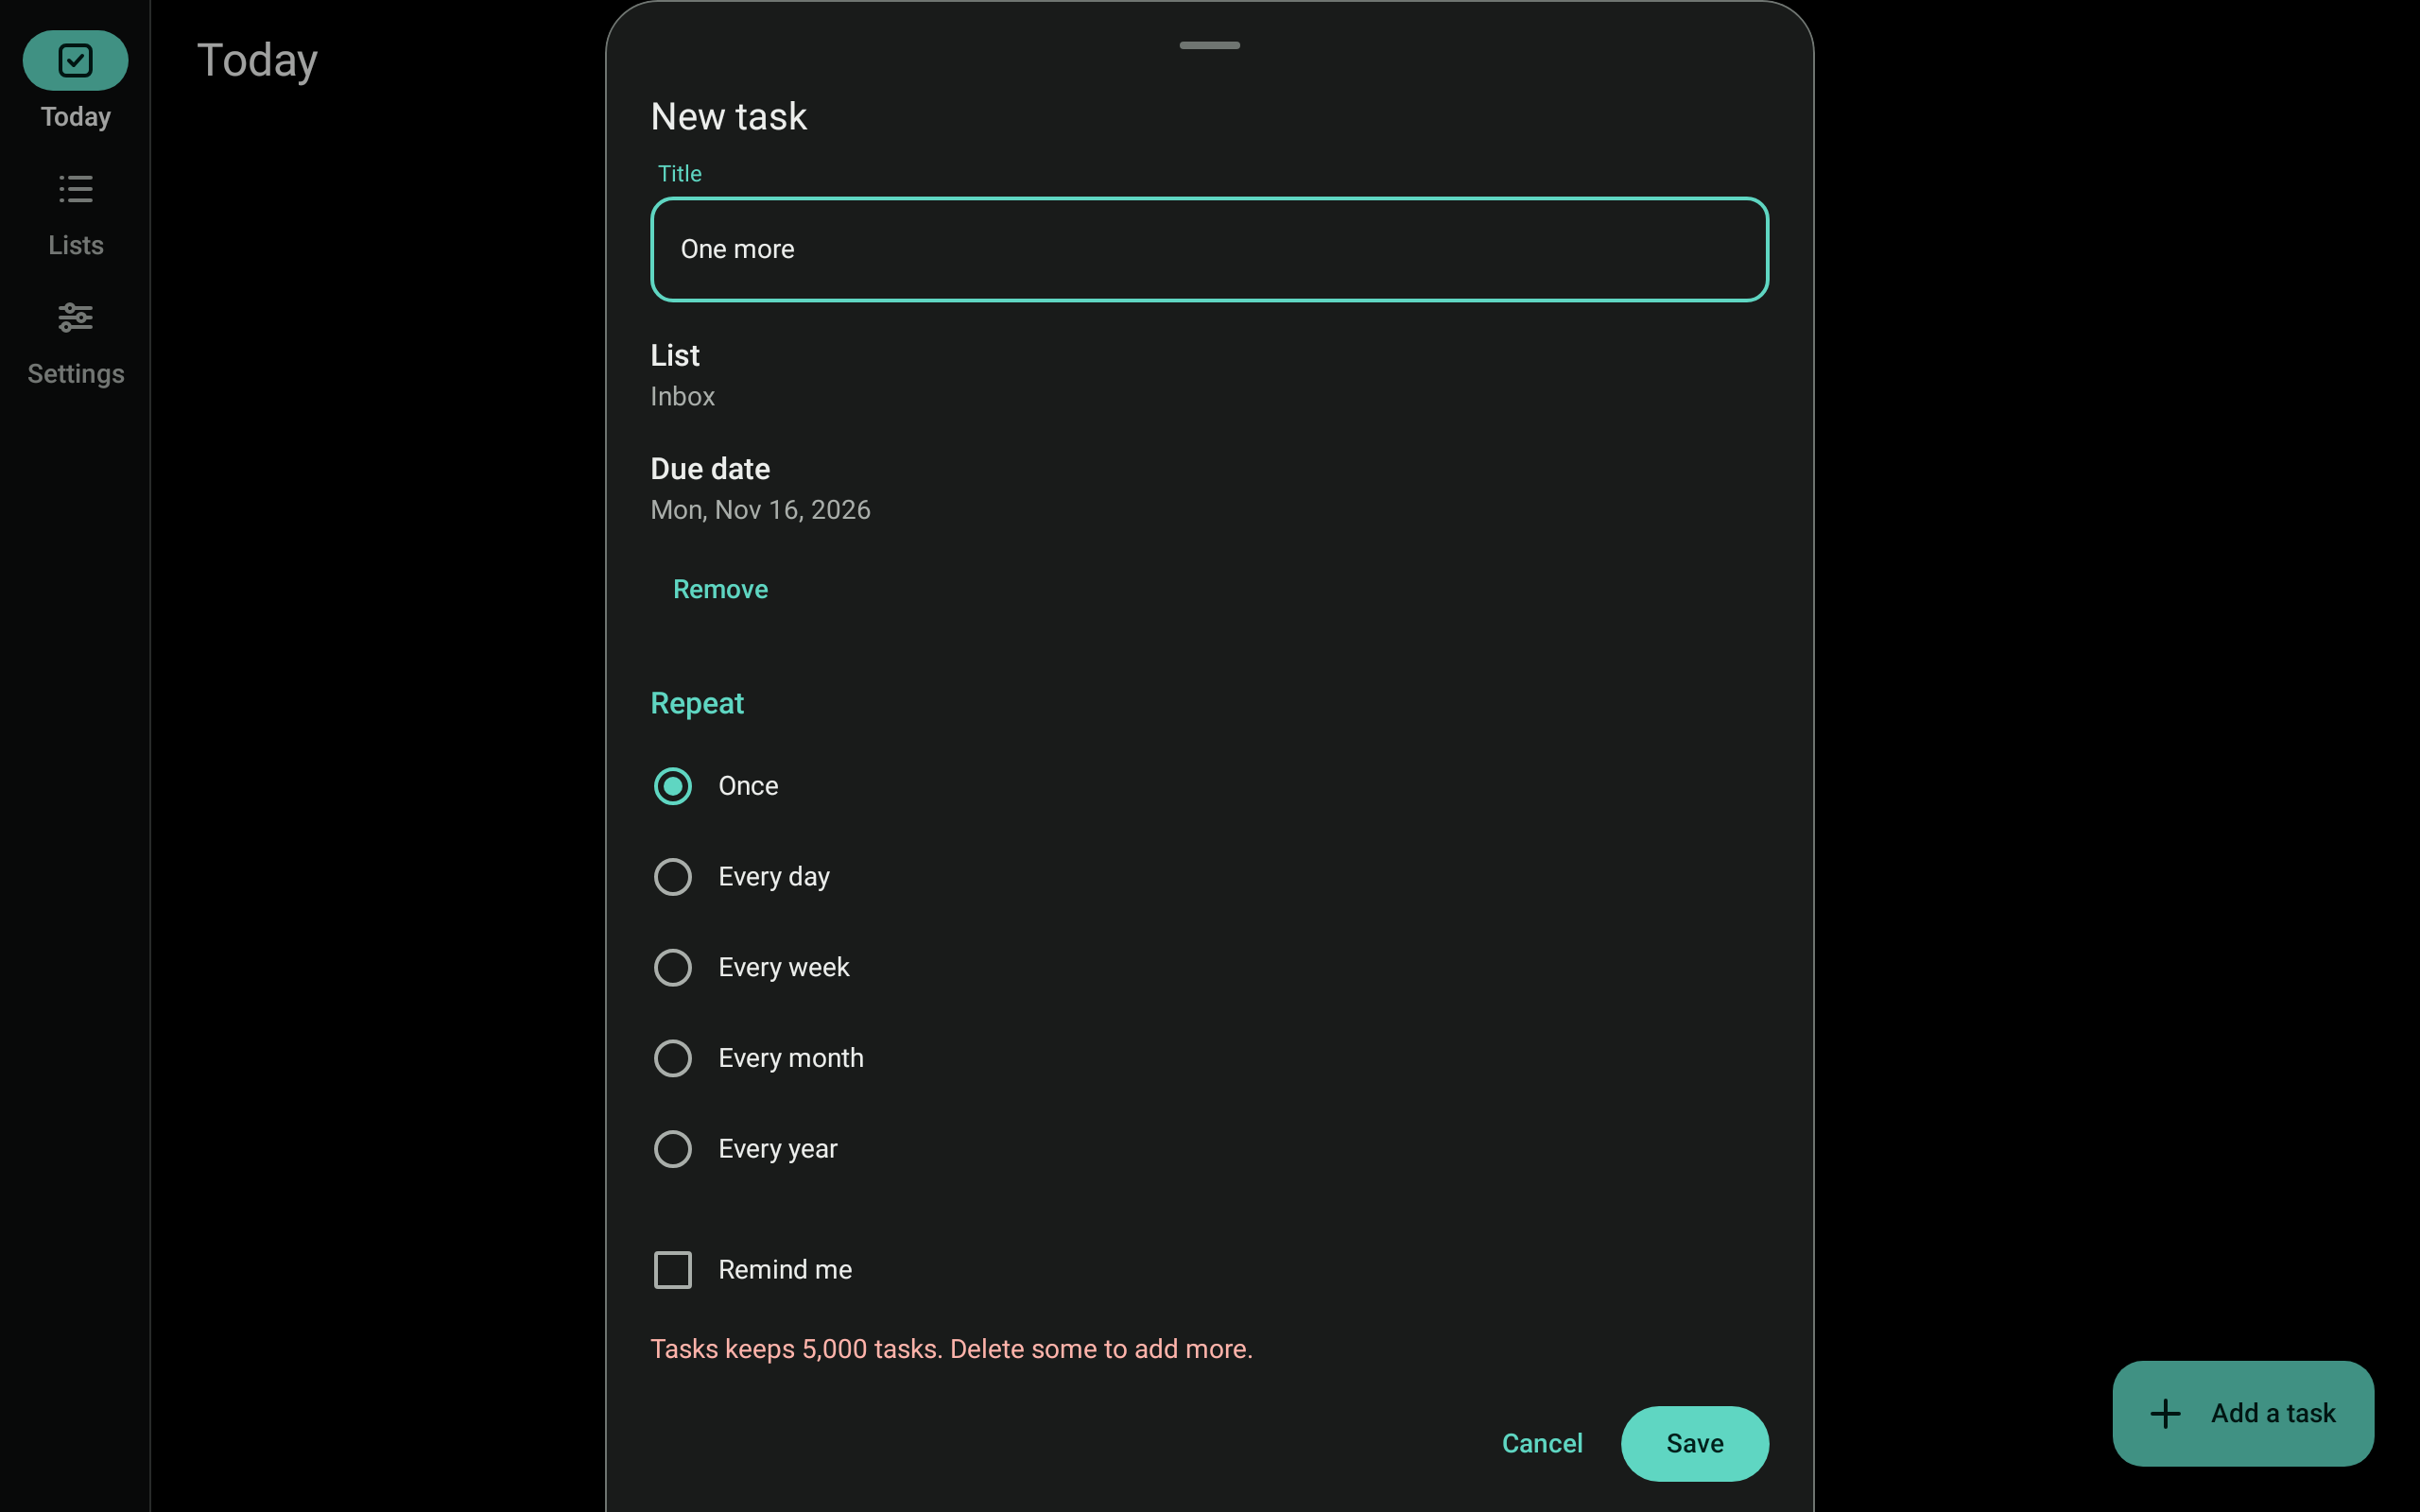 Today
Lists
Settings
Today
New task
Title
One more
List
Inbox
Due date
Mon, Nov 16, 2026
Remove
Repeat
Once
Every day
Every week
Every month
Every year
Remind me
Tasks keeps 5,000 tasks. Delete some to add more.
Cancel
Save
Add a task